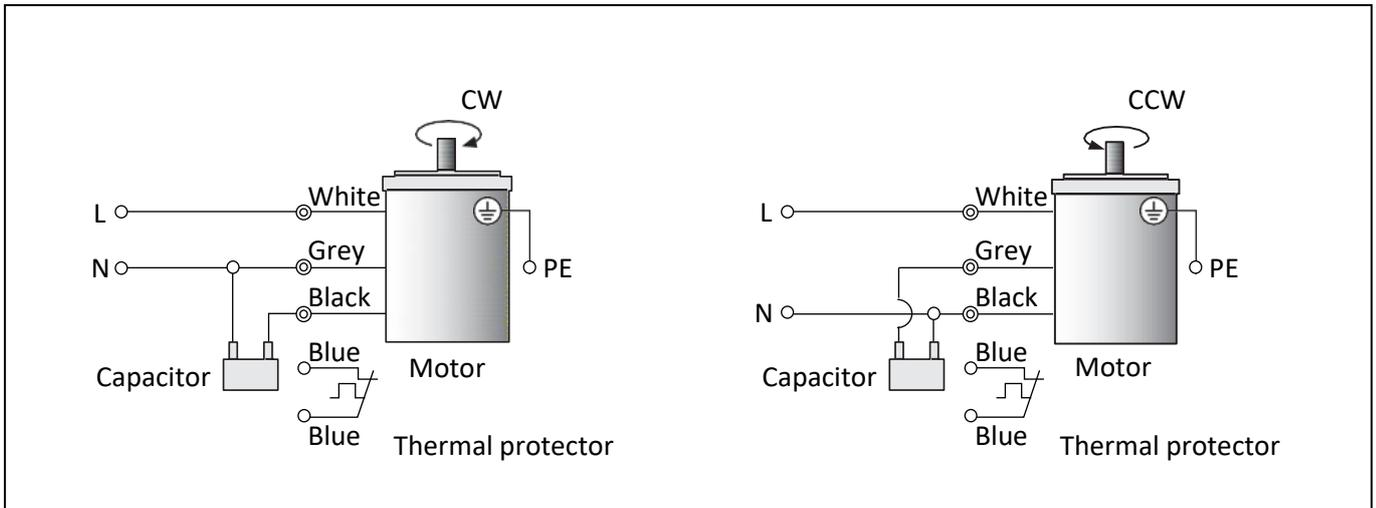 CW
White
L
Grey
N
PE
Black
Blue
Motor
Capacitor
Blue
Thermal protector
CCW
White
L
Grey
PE
Black
N
Blue
Motor
Capacitor
Blue
Thermal protector